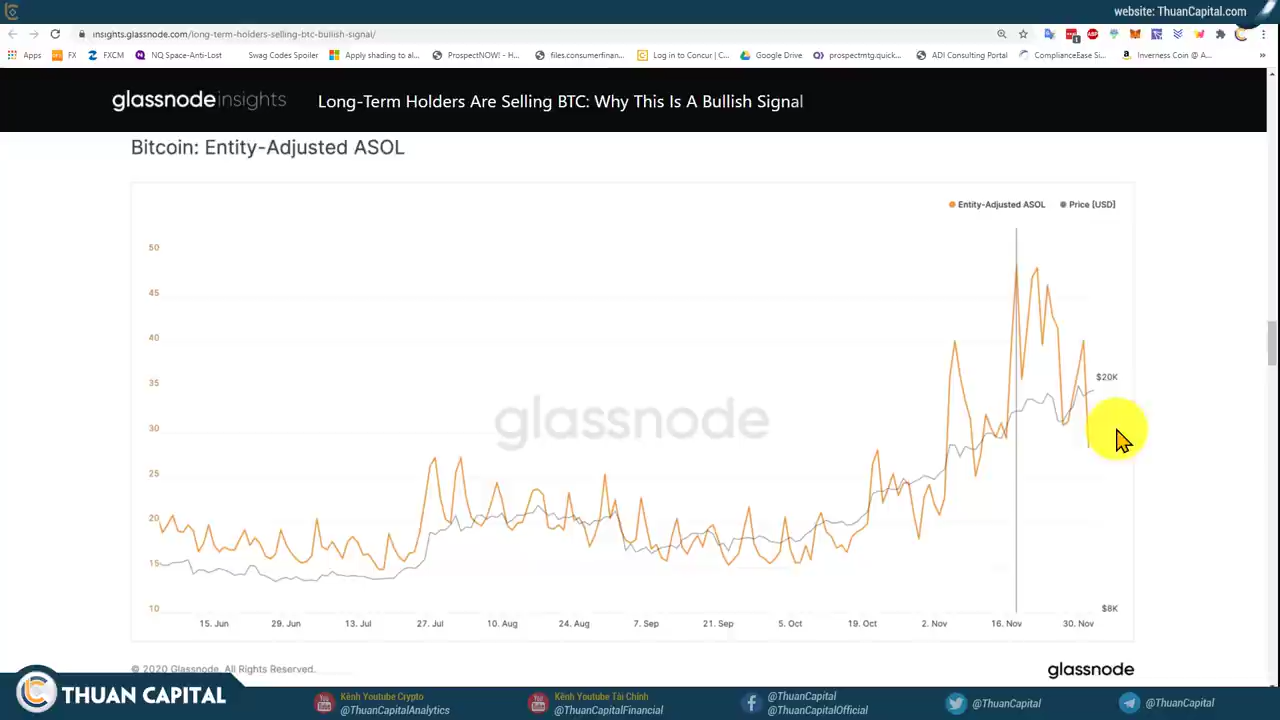 website: ThuanCapital.com
insights.glassnode.com/long-term-holders-selling-btc-bullish-signal/
Apps FX FXCM NQ Space-Anti-Lost Swag Codes Spoiler Apply shading to al... ProspectNOW! - H... files.consumerfinan... Log in to Concur | C... Google Drive prospectmtg.quick... ADI Consulting Portal ComplianceEase Si... Inverness Coin @ A... »
glassnodeinsights Long-Term Holders Are Selling BTC: Why This Is A Bullish Signal
Bitcoin: Entity-Adjusted ASOL
Entity-Adjusted ASOL Price [USD]
50
45
40
35
30
25
20
15
10
$20K
$8K
glassnode
15. Jun 29. Jun 13. Jul 27. Jul 10. Aug 24. Aug 7. Sep 21. Sep 5. Oct 19. Oct 2. Nov 16. Nov 30. Nov
© 2020 Glassnode. All Rights Reserved. glassnode
THUAN CAPITAL
Kênh Youtube Crypto
@ThuanCapitalAnalytics
Kênh Youtube Tài Chính
@ThuanCapitalFinancial
@ThuanCapital
@ThuanCapitalOfficial
@ThuanCapital
@ThuanCapital